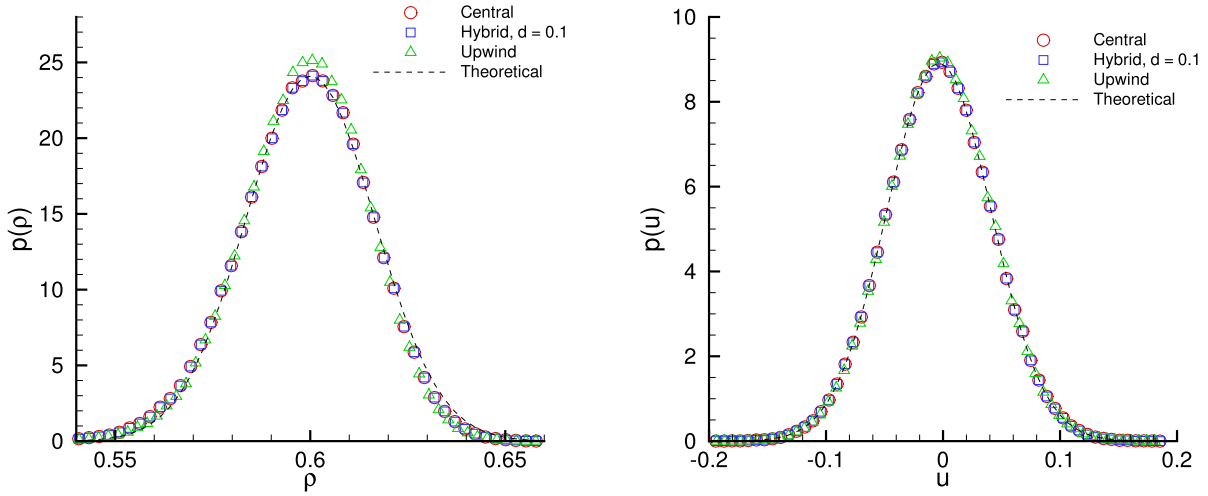 Central
Hybrid, d = 0.1
Upwind
Theoretical
25
20
15
10
5
0
p(ρ)
0.55
0.6
0.65
ρ
Central
Hybrid, d = 0.1
Upwind
Theoretical
10
8
6
4
2
0
p(u)
-0.2
-0.1
0
0.1
0.2
u